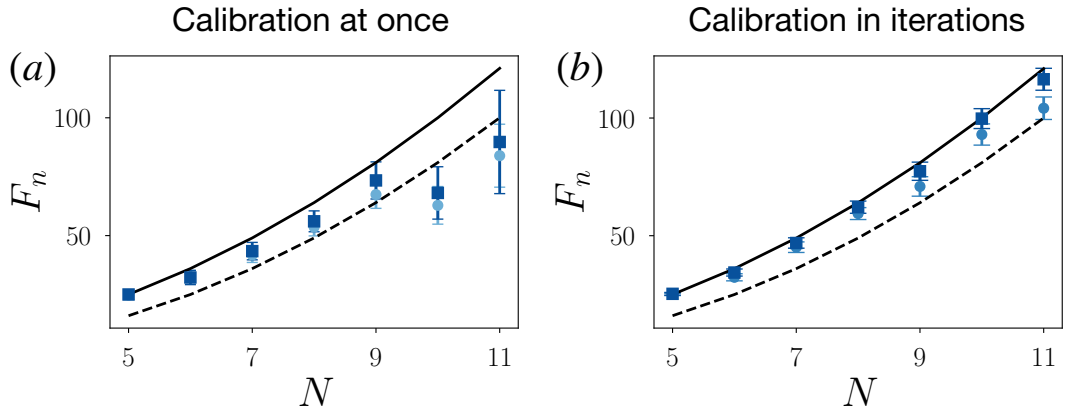 Calibration at once
Calibration in iterations
(a)
(b)
100
50
F_n
5
7
9
11
N
100
50
F_n
5
7
9
11
N